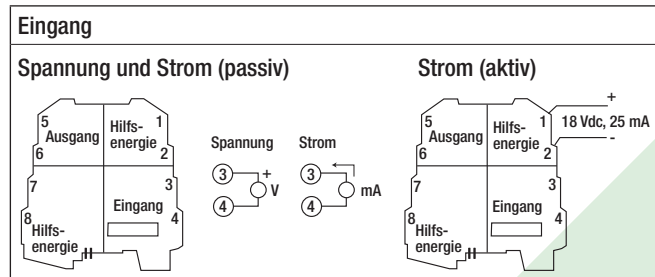 Eingang
Spannung und Strom (passiv)
Strom (aktiv)
5
Ausgang
6
Hilfs-
energie
1
2
7
8
Hilfs-
energie
3
Eingang
4
Spannung
3
+
V
4
Strom
3
mA
4
5
Ausgang
6
Hilfs-
energie
1
2
+
18 Vdc, 25 mA
-
7
8
Hilfs-
energie
3
Eingang
4